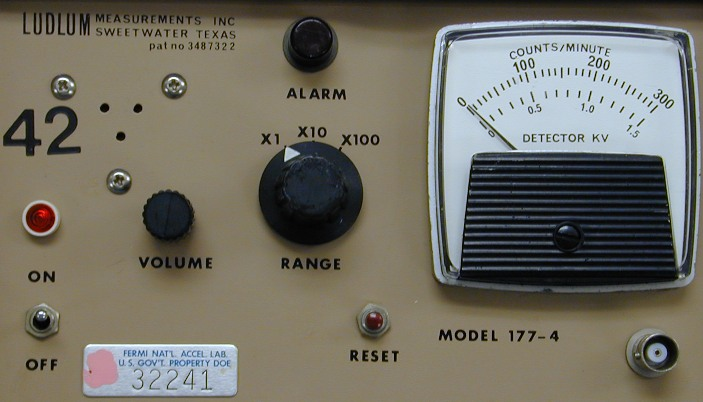 LUDLUM MEASUREMENTS INC
SWEETWATER TEXAS
pat no 3487322
ALARM
42
X1 X10 X100
COUNTS/MINUTE
0 100 200 300
0 0.5 1.0 1.5
DETECTOR KV
VOLUME
RANGE
ON
OFF
RESET
MODEL 177-4
FERMI NAT'L. ACCEL. LAB.
U.S. GOV'T. PROPERTY DOE
32241